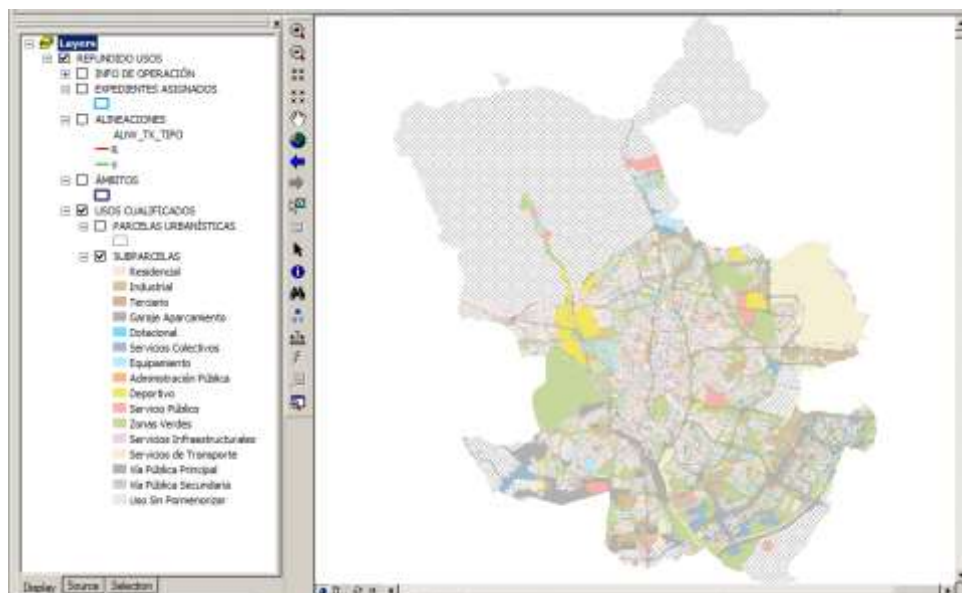 Layers
REFUNDIDO USOS
INFO DE OPERACIÓN
EXPEDIENTES ASIGNADOS
ALINEACIONES
ALIW_TX_TIPO
R
V
ÁMBITOS
USOS CUALIFICADOS
PARCELAS URBANÍSTICAS
SUBPARCELAS
Residencial
Industrial
Terciario
Garaje Aparcamiento
Dotacional
Servicios Colectivos
Equipamiento
Administración Pública
Deportivo
Servicio Público
Zonas Verdes
Servicios Infraestructurales
Servicios de Transporte
Vía Pública Principal
Vía Pública Secundaria
Uso Sin Pormenorizar
Display Source Selection